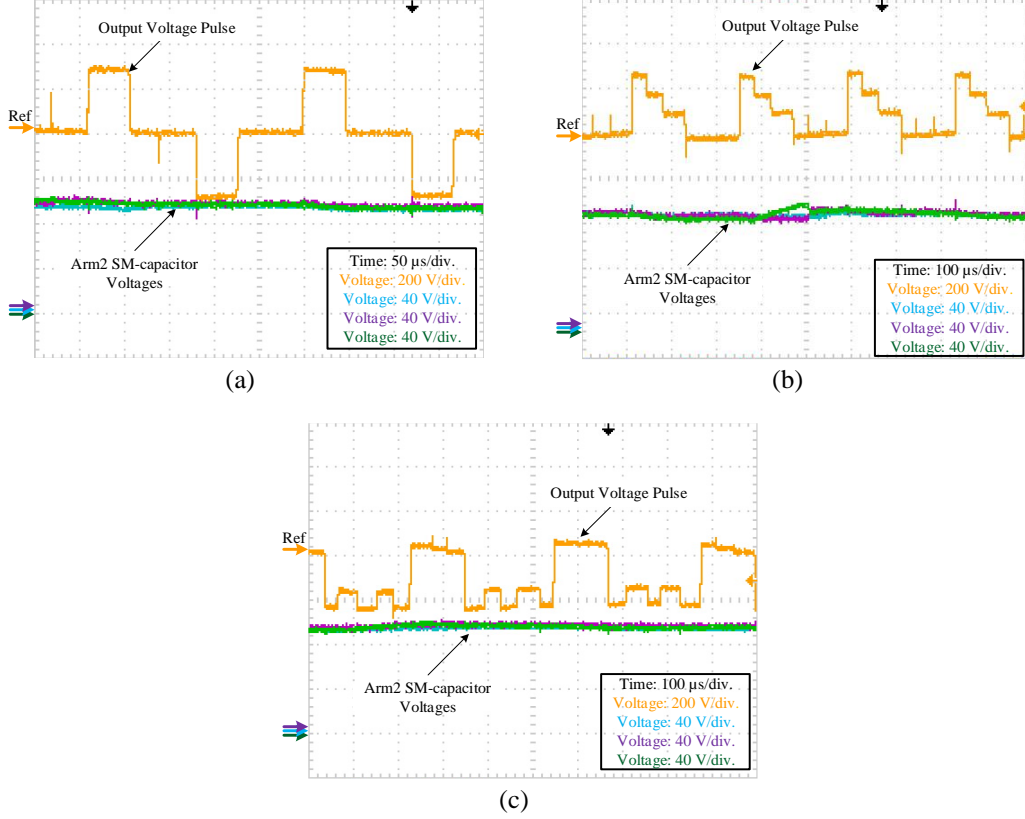 Output Voltage Pulse
Ref
Arm2 SM-capacitor
Voltages
Time: 50 µs/div.
Voltage: 200 V/div.
Voltage: 40 V/div.
Voltage: 40 V/div.
Voltage: 40 V/div.
(a)
Output Voltage Pulse
Ref
Arm2 SM-capacitor
Voltages
Time: 100 µs/div.
Voltage: 200 V/div.
Voltage: 40 V/div.
Voltage: 40 V/div.
Voltage: 40 V/div.
(b)
Output Voltage Pulse
Ref
Arm2 SM-capacitor
Voltages
Time: 100 µs/div.
Voltage: 200 V/div.
Voltage: 40 V/div.
Voltage: 40 V/div.
Voltage: 40 V/div.
(c)